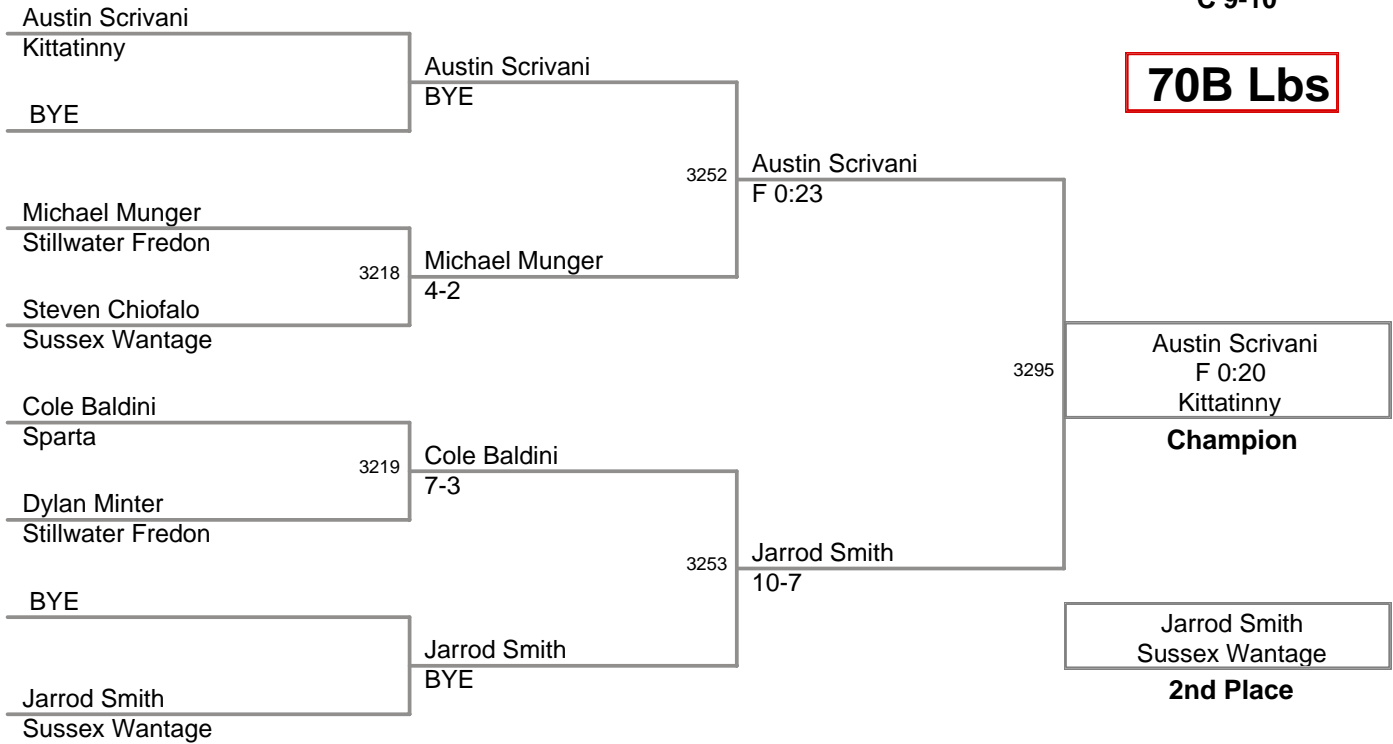 C 9-10
70B Lbs
Austin Scrivani
Kittatinny
BYE
Michael Munger
Stillwater Fredon
Steven Chiofalo
Sussex Wantage
Cole Baldini
Sparta
Dylan Minter
Stillwater Fredon
BYE
Jarrod Smith
Sussex Wantage
Austin Scrivani
BYE
3218
Michael Munger
4-2
3219
Cole Baldini
7-3
Jarrod Smith
BYE
3252
Austin Scrivani
F 0:23
3253
Jarrod Smith
10-7
3295
Austin Scrivani
F 0:20
Kittatinny
Champion
Jarrod Smith
Sussex Wantage
2nd Place